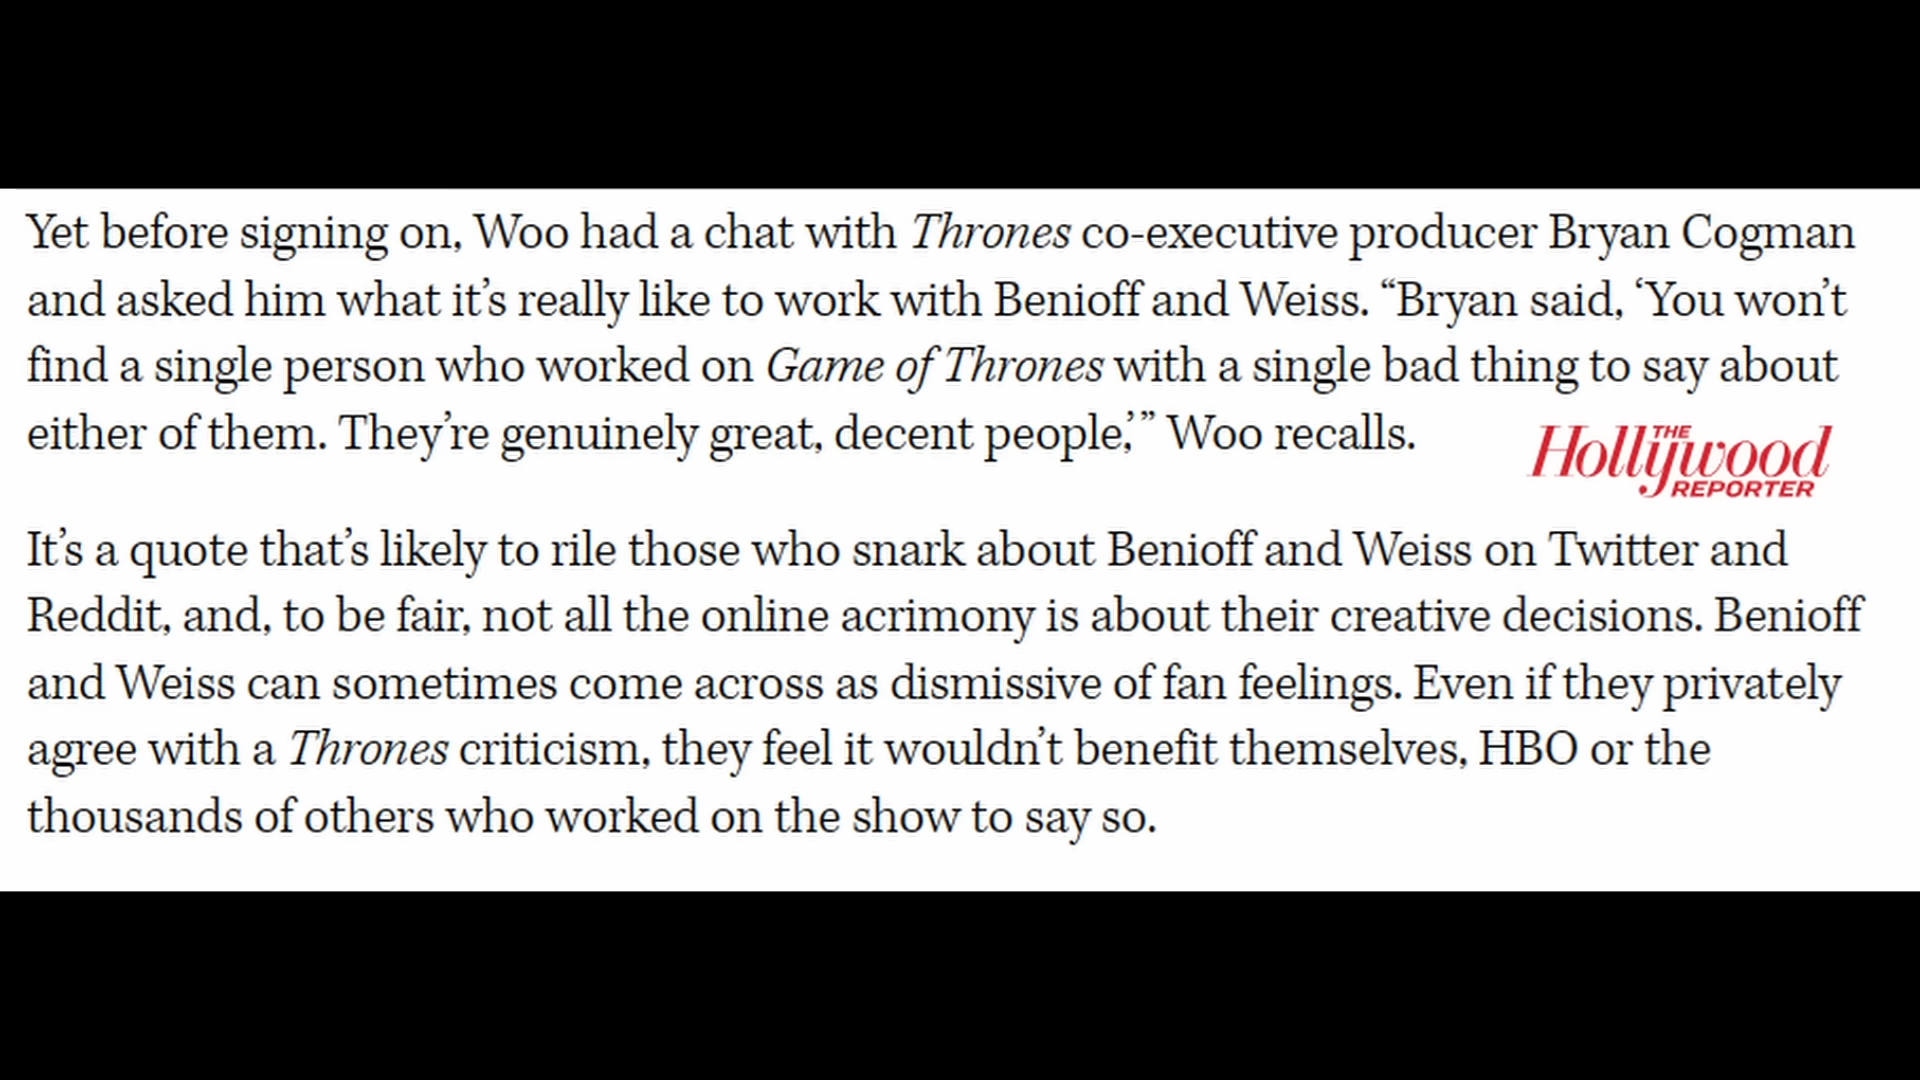 Yet before signing on, Woo had a chat with Thrones co-executive producer Bryan Cogman
and asked him what it’s really like to work with Benioff and Weiss. “Bryan said, ‘You won’t
find a single person who worked on Game of Thrones with a single bad thing to say about
either of them. They’re genuinely great, decent people,’” Woo recalls.
THE
Hollywood
REPORTER
It’s a quote that’s likely to rile those who snark about Benioff and Weiss on Twitter and
Reddit, and, to be fair, not all the online acrimony is about their creative decisions. Benioff
and Weiss can sometimes come across as dismissive of fan feelings. Even if they privately
agree with a Thrones criticism, they feel it wouldn’t benefit themselves, HBO or the
thousands of others who worked on the show to say so.